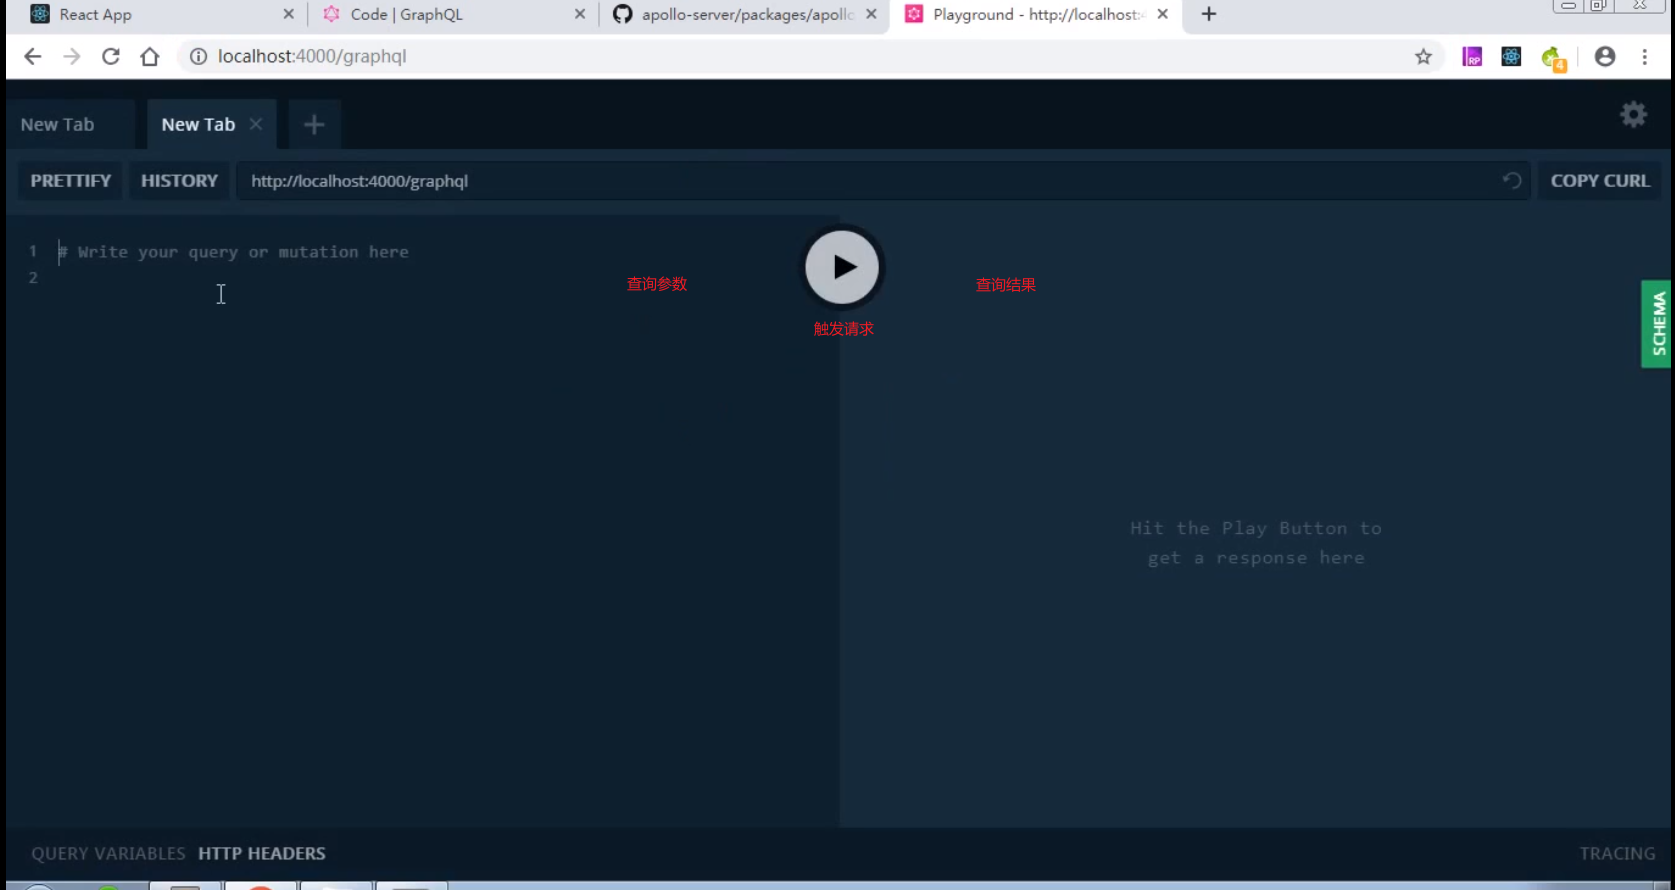 React App
Code | GraphQL
apollo-server/packages/apollo
Playground - http://localhost:
localhost:4000/graphql
RP
4
New Tab
New Tab
PRETTIFY
HISTORY
http://localhost:4000/graphql
COPY CURL
1
# Write your query or mutation here
2
查询参数
查询结果
触发请求
SCHEMA
Hit the Play Button to
get a response here
QUERY VARIABLES
HTTP HEADERS
TRACING